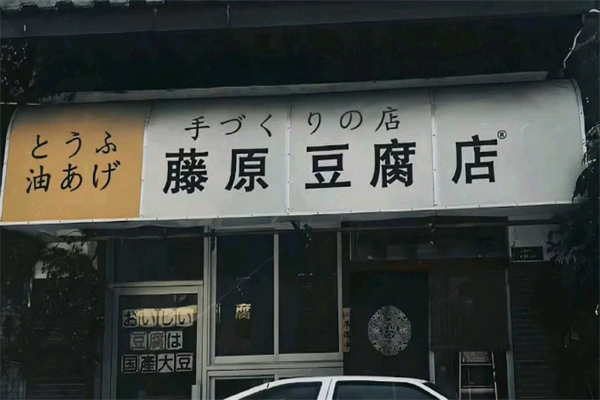 とうふ
油あげ
手づくりの店
藤原豆腐店®
腐
おいしい
豆腐は
国産大豆